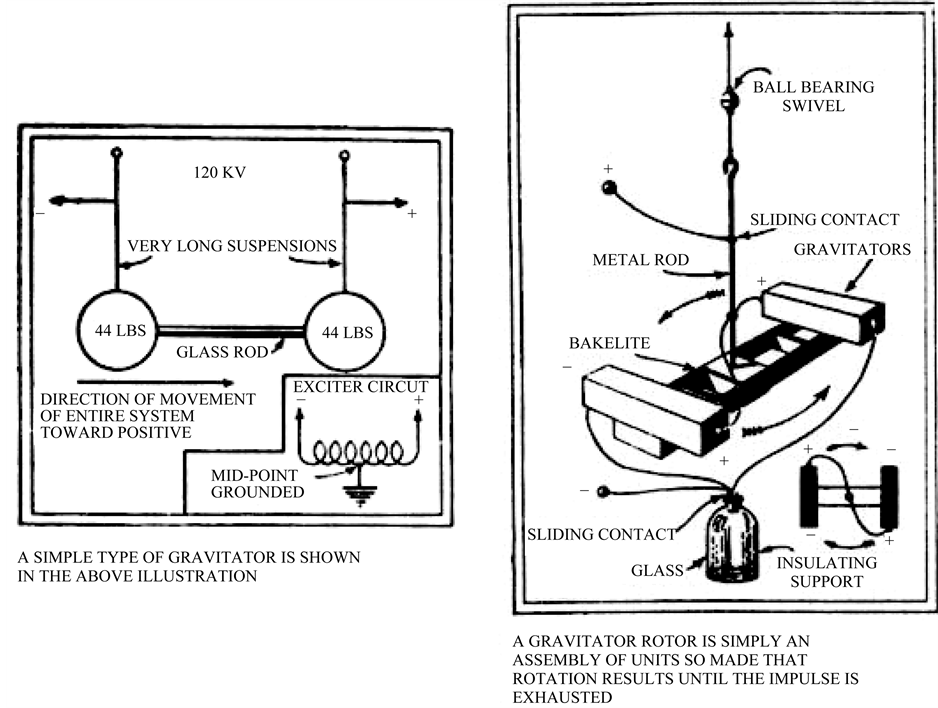 120 KV
−
+
VERY LONG SUSPENSIONS
44 LBS
44 LBS
GLASS ROD
DIRECTION OF MOVEMENT
OF ENTIRE SYSTEM
TOWARD POSITIVE
EXCITER CIRCUT
−
+
MID-POINT
GROUNDED
A SIMPLE TYPE OF GRAVITATOR IS SHOWN
IN THE ABOVE ILLUSTRATION
BALL BEARING
SWIVEL
+
SLIDING CONTACT
METAL ROD
GRAVITATORS
+
BAKELITE
−
+
−
SLIDING CONTACT
GLASS
−
+
−
−
+
INSULATING
SUPPORT
A GRAVITATOR ROTOR IS SIMPLY AN
ASSEMBLY OF UNITS SO MADE THAT
ROTATION RESULTS UNTIL THE IMPULSE IS
EXHAUSTED